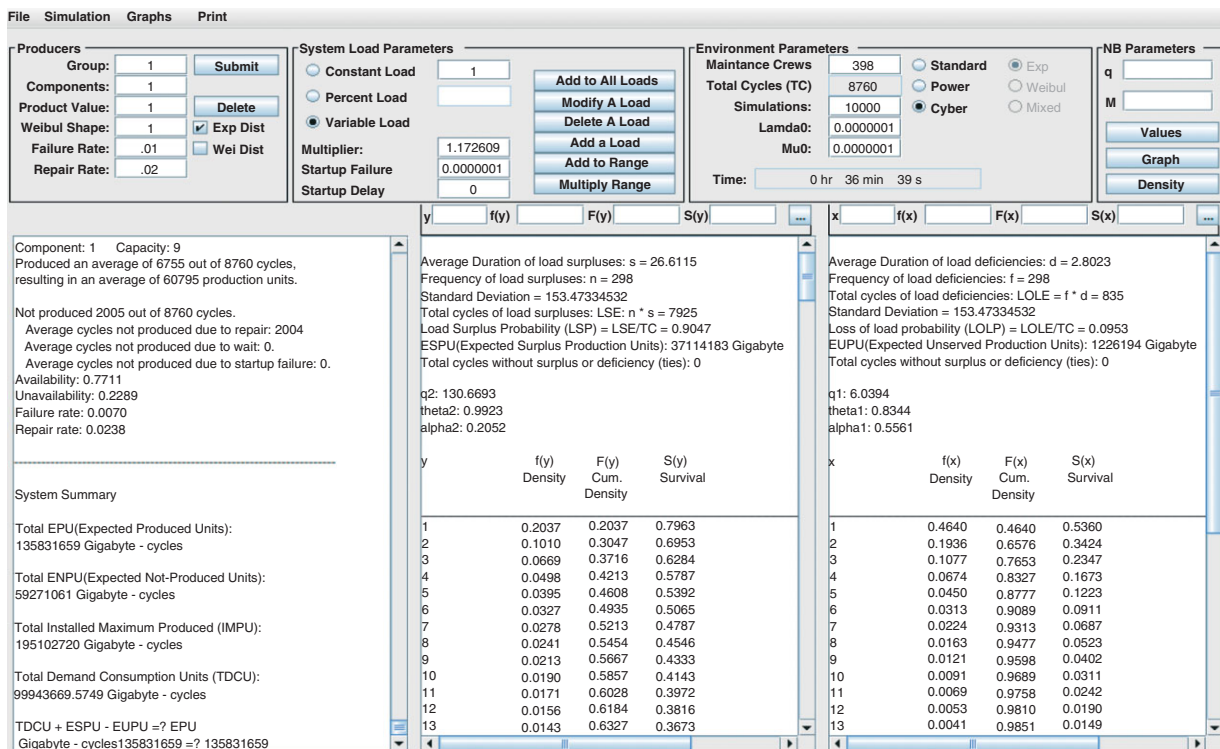 File Simulation Graphs Print
Producers
Group: 1 Submit
Components: 1
Product Value: 1 Delete
Weibul Shape: 1 Exp Dist
Failure Rate: .01 Wei Dist
Repair Rate: .02
System Load Parameters
Constant Load 1
Percent Load
Variable Load
Multiplier: 1.172609
Startup Failure 0.0000001
Startup Delay 0
Add to All Loads
Modify A Load
Delete A Load
Add a Load
Add to Range
Multiply Range
Environment Parameters
Maintance Crews 398 Standard Exp
Total Cycles (TC) 8760 Power Weibul
Simulations: 10000 Cyber Mixed
Lamda0: 0.0000001
Mu0: 0.0000001
Time: 0 hr 36 min 39 s
NB Parameters
q
M
Values
Graph
Density
y f(y) F(y) S(y) ...
x f(x) F(x) S(x) ...
Component: 1 Capacity: 9
Produced an average of 6755 out of 8760 cycles,
resulting in an average of 60795 production units.
Not produced 2005 out of 8760 cycles.
Average cycles not produced due to repair: 2004
Average cycles not produced due to wait: 0.
Average cycles not produced due to startup failure: 0.
Availability: 0.7711
Unavailability: 0.2289
Failure rate: 0.0070
Repair rate: 0.0238
System Summary
Total EPU(Expected Produced Units):
135831659 Gigabyte - cycles
Total ENPU(Expected Not-Produced Units):
59271061 Gigabyte - cycles
Total Installed Maximum Produced (IMPU):
195102720 Gigabyte - cycles
Total Demand Consumption Units (TDCU):
99943669.5749 Gigabyte - cycles
TDCU + ESPU - EUPU =? EPU
Gigabyte - cycles135831659 =? 135831659
Average Duration of load surpluses: s = 26.6115
Frequency of load surpluses: n = 298
Standard Deviation = 153.47334532
Total cycles of load surpluses: LSE: n * s = 7925
Load Surplus Probability (LSP) = LSE/TC = 0.9047
ESPU(Expected Surplus Production Units): 37114183 Gigabyte
Total cycles without surplus or deficiency (ties): 0
q2: 130.6693
theta2: 0.9923
alpha2: 0.2052
y f(y) F(y) S(y)
Density Cum. Survival
Density
1 0.2037 0.2037 0.7963
2 0.1010 0.3047 0.6953
3 0.0669 0.3716 0.6284
4 0.0498 0.4213 0.5787
5 0.0395 0.4608 0.5392
6 0.0327 0.4935 0.5065
7 0.0278 0.5213 0.4787
8 0.0241 0.5454 0.4546
9 0.0213 0.5667 0.4333
10 0.0190 0.5857 0.4143
11 0.0171 0.6028 0.3972
12 0.0156 0.6184 0.3816
13 0.0143 0.6327 0.3673
Average Duration of load deficiencies: d = 2.8023
Frequency of load deficiencies: f = 298
Total cycles of load deficiencies: LOLE = f * d = 835
Standard Deviation = 153.47334532
Loss of load probability (LOLP) = LOLE/TC = 0.0953
EUPU(Expected Unserved Production Units): 1226194 Gigabyte
Total cycles without surplus or deficiency (ties): 0
q1: 6.0394
theta1: 0.8344
alpha1: 0.5561
x f(x) F(x) S(x)
Density Cum. Survival
Density
1 0.4640 0.4640 0.5360
2 0.1936 0.6576 0.3424
3 0.1077 0.7653 0.2347
4 0.0674 0.8327 0.1673
5 0.0450 0.8777 0.1223
6 0.0313 0.9089 0.0911
7 0.0224 0.9313 0.0687
8 0.0163 0.9477 0.0523
9 0.0121 0.9598 0.0402
10 0.0091 0.9689 0.0311
11 0.0069 0.9758 0.0242
12 0.0053 0.9810 0.0190
13 0.0041 0.9851 0.0149